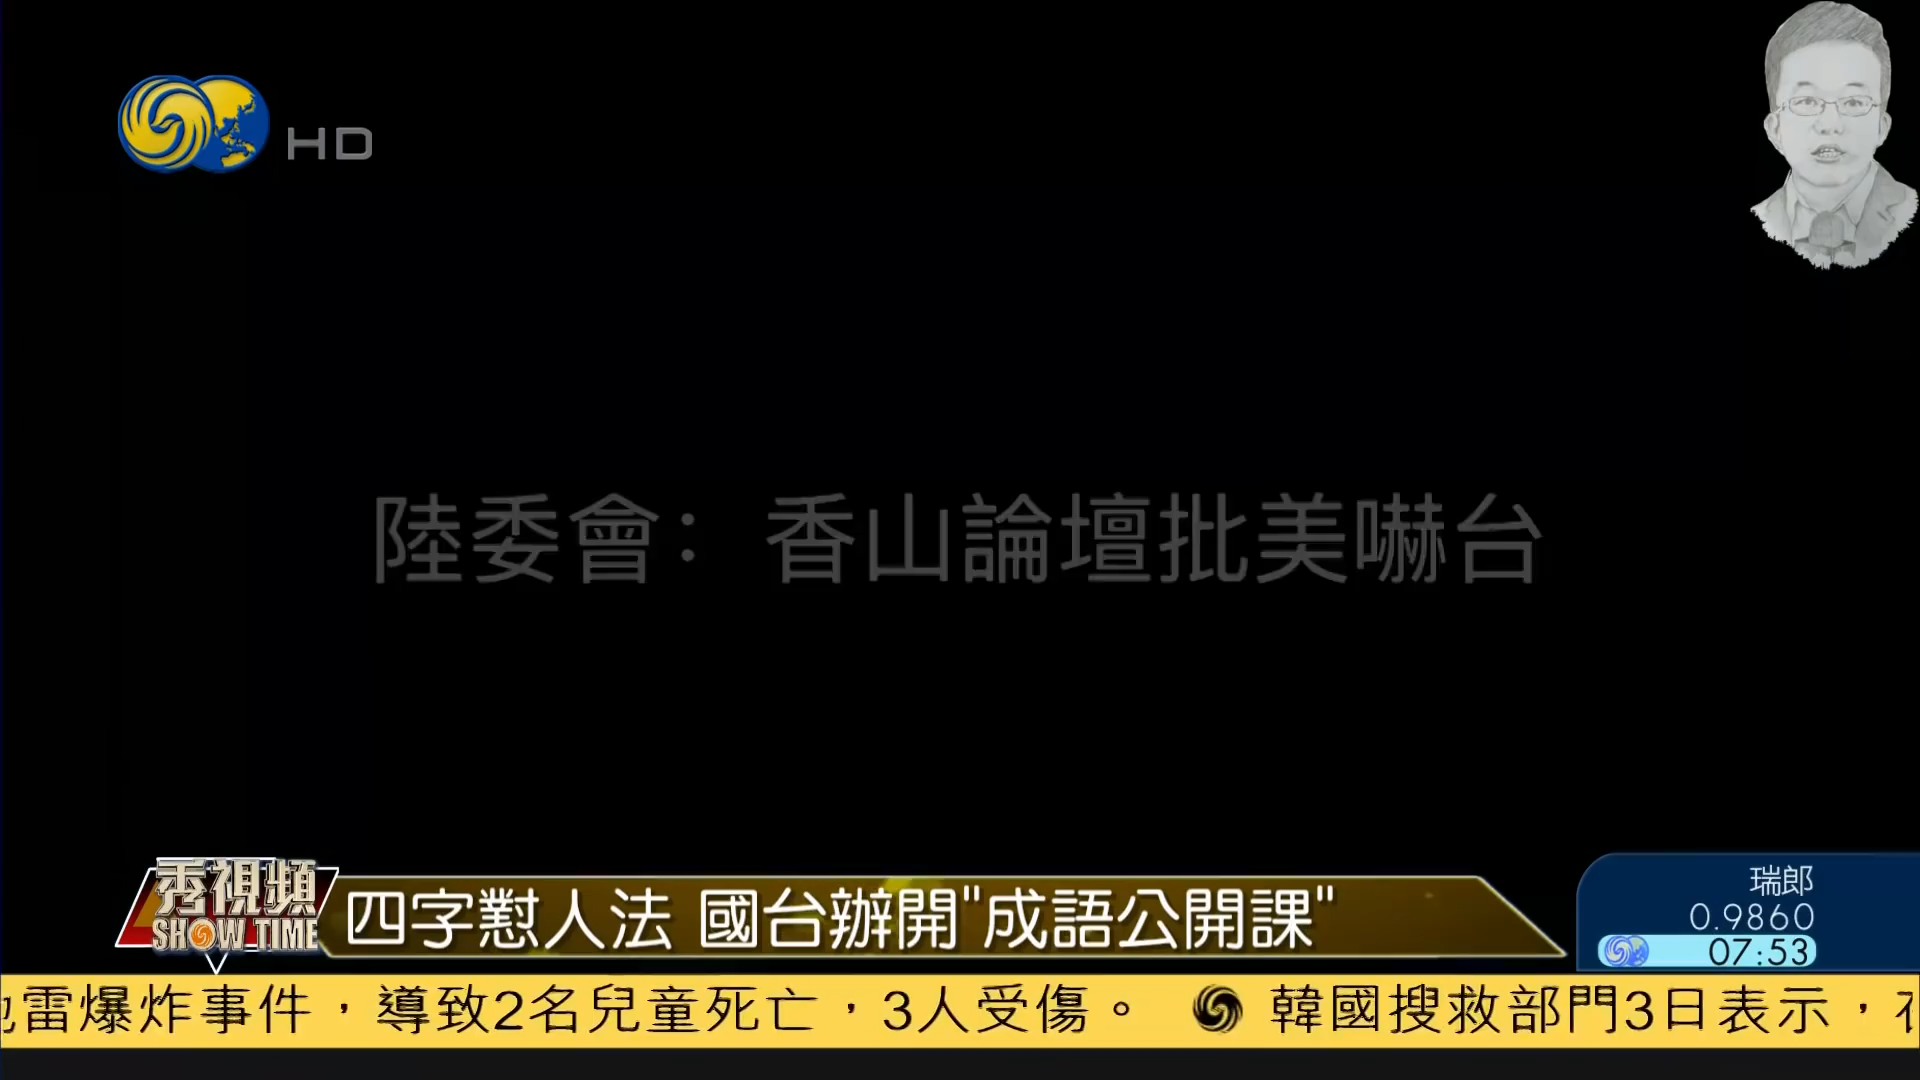 HD
陸委會：香山論壇批美嚇台
秀視頻
SHOW TIME
四字懟人法 國台辦開"成語公開課"
瑞郎
0.9860
07:53
雷爆炸事件，導致2名兒童死亡，3人受傷。 韓國搜救部門3日表示，